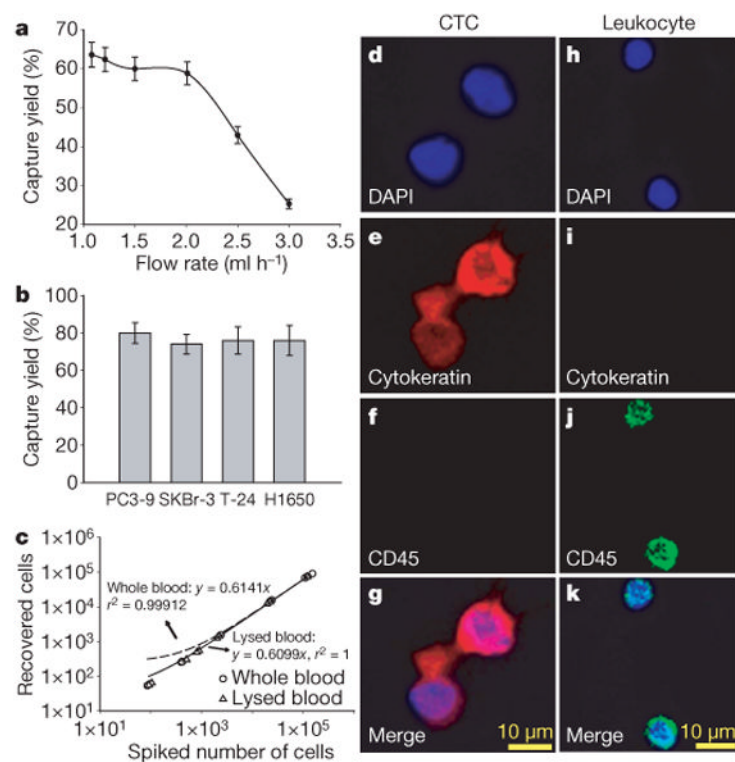 CTC
Leukocyte
a
Capture yield (%)
70
60
50
40
30
20
1.0
1.5
2.0
2.5
3.0
3.5
Flow rate (ml h⁻¹)
b
Capture yield (%)
100
80
60
40
20
0
PC3-9 SKBr-3 T-24 H1650
c
Recovered cells
1×10⁶
1×10⁵
1×10⁴
1×10³
1×10²
1×10¹
Whole blood: y = 0.6141x
r² = 0.99912
Lysed blood:
y = 0.6099x, r² = 1
Whole blood
Lysed blood
1×10¹
1×10³
1×10⁵
Spiked number of cells
d
DAPI
h
DAPI
e
Cytokeratin
i
Cytokeratin
f
CD45
j
CD45
g
Merge
10 µm
k
Merge
10 µm